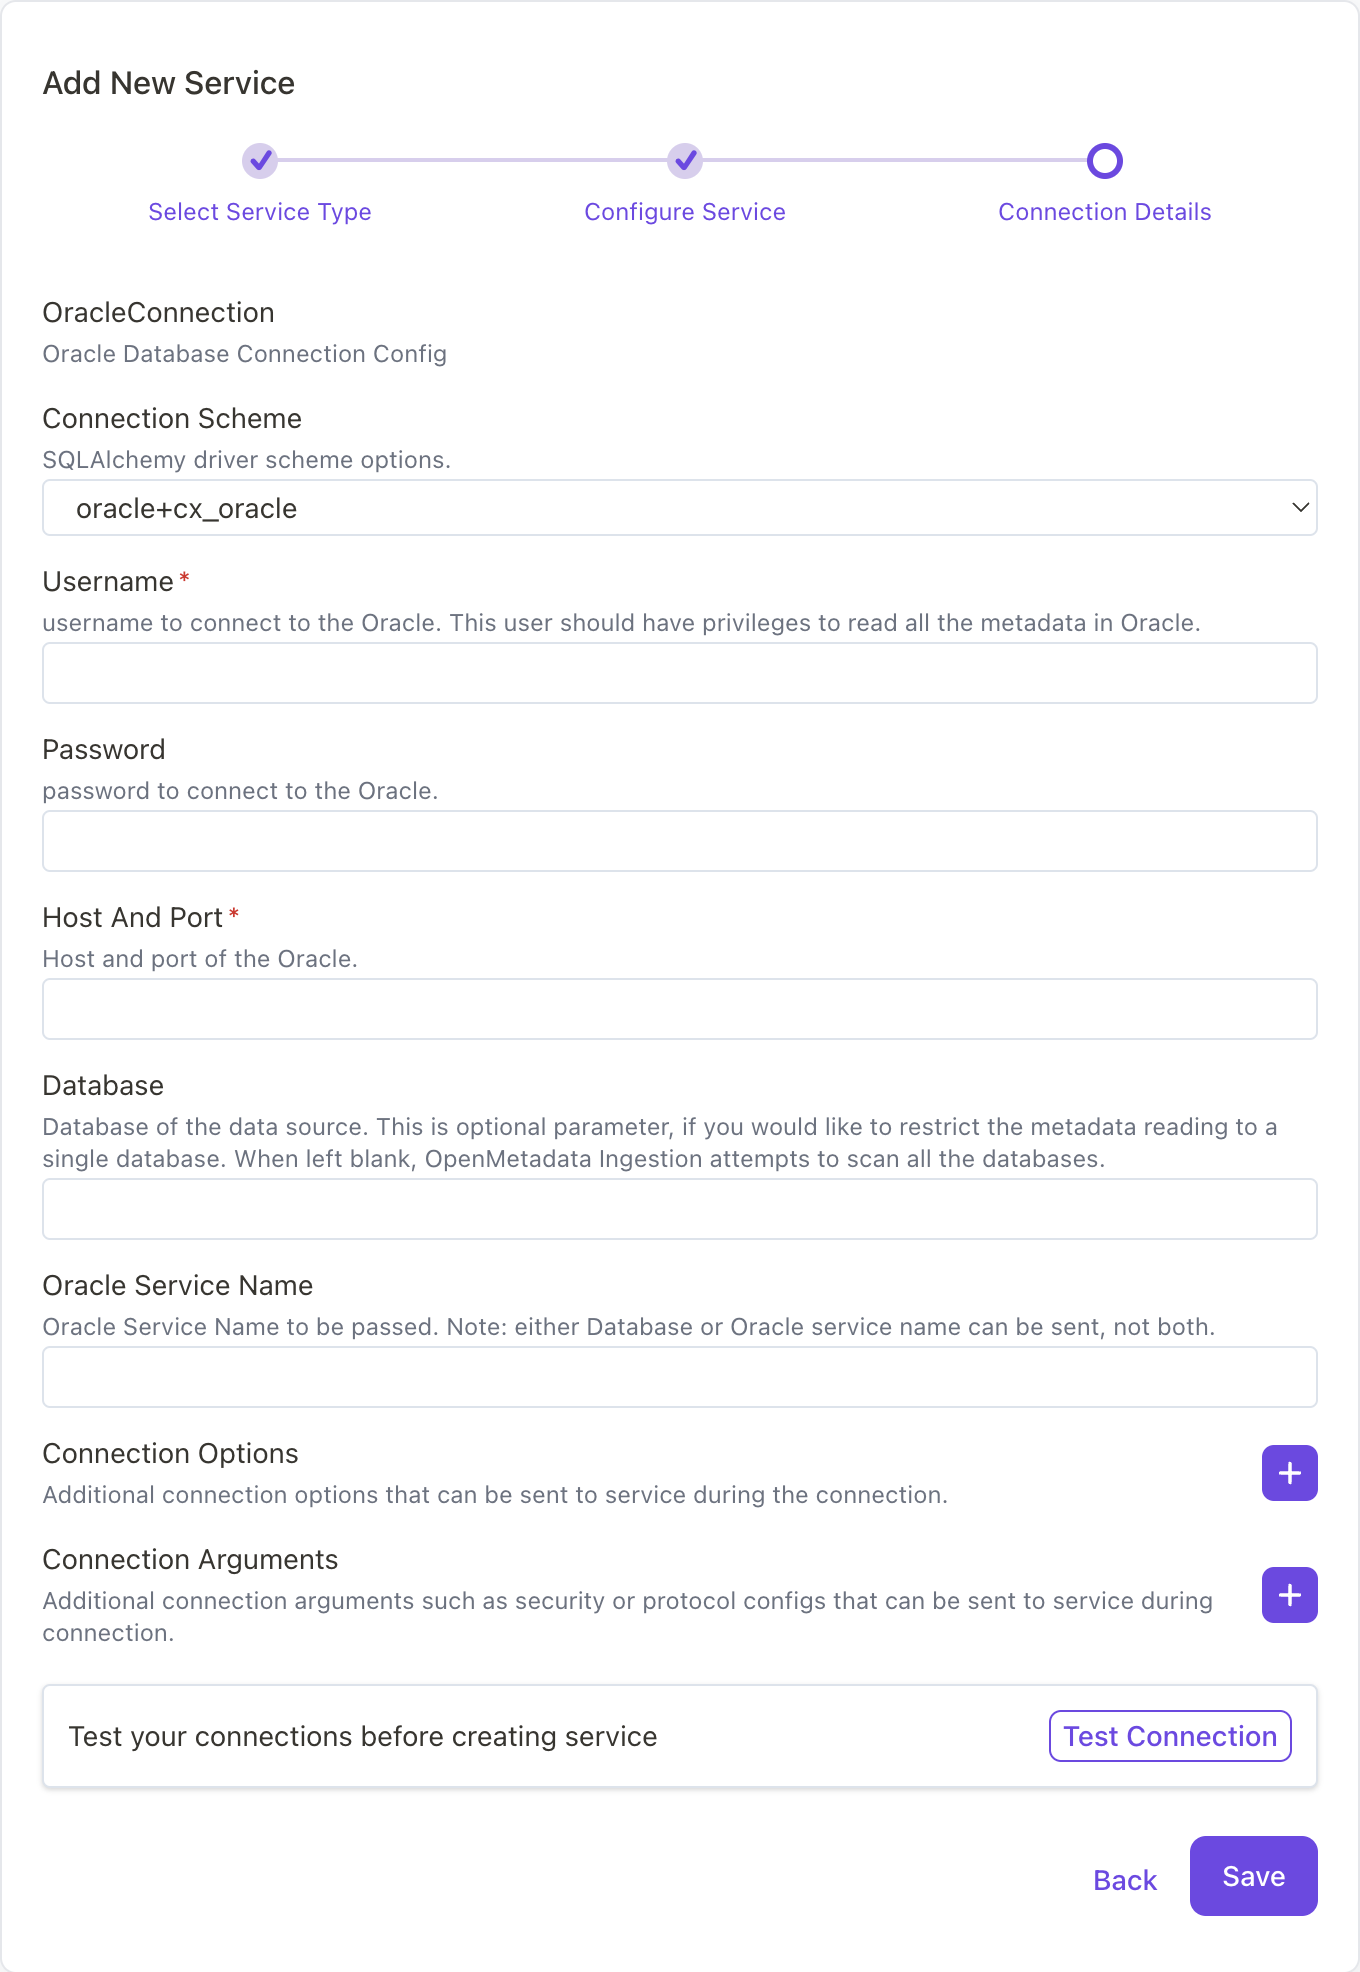 Add New Service
Select Service Type
Configure Service
Connection Details
OracleConnection
Oracle Database Connection Config
Connection Scheme
SQLAlchemy driver scheme options.
oracle+cx_oracle
Username*
username to connect to the Oracle. This user should have privileges to read all the metadata in Oracle.
Password
password to connect to the Oracle.
Host And Port*
Host and port of the Oracle.
Database
Database of the data source. This is optional parameter, if you would like to restrict the metadata reading to a
single database. When left blank, OpenMetadata Ingestion attempts to scan all the databases.
Oracle Service Name
Oracle Service Name to be passed. Note: either Database or Oracle service name can be sent, not both.
Connection Options
Additional connection options that can be sent to service during the connection.
Connection Arguments
Additional connection arguments such as security or protocol configs that can be sent to service during
connection.
Test your connections before creating service
Test Connection
Back
Save